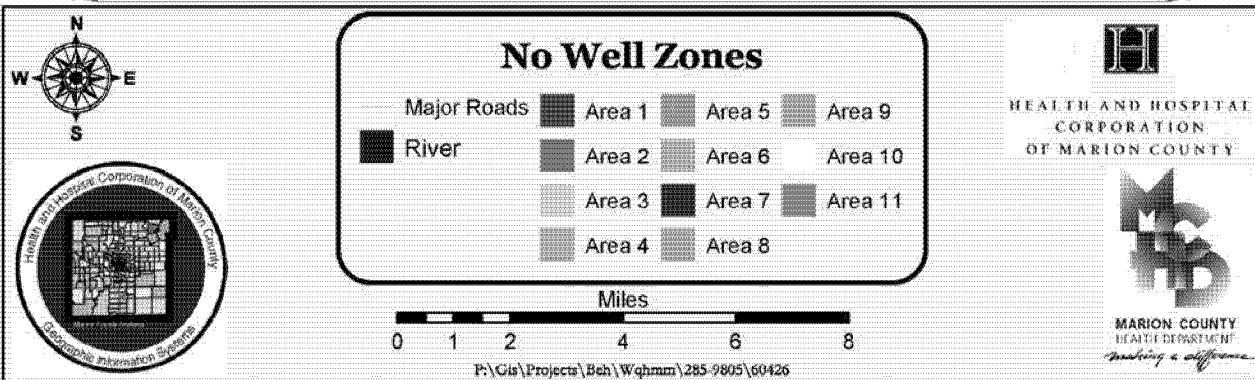 N
W E
S
Health and Hospital Corporation of Marion County
Geographic Information Systems
No Well Zones
Major Roads
River
Area 1
Area 2
Area 3
Area 4
Area 5
Area 6
Area 7
Area 8
Area 9
Area 10
Area 11
Miles
0 2 4 6 8
P:\Gis\Projects\Beh\Wqhmm\285-9805\60426
H
HEALTH AND HOSPITAL
CORPORATION
OF MARION COUNTY
MCHD
MARION COUNTY
HEALTH DEPARTMENT
making a difference